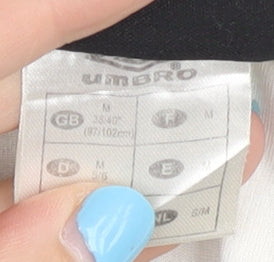 UMBRO
GB M 38/40" (97/102cm)
F M
D M 5/6
E
NL S/M